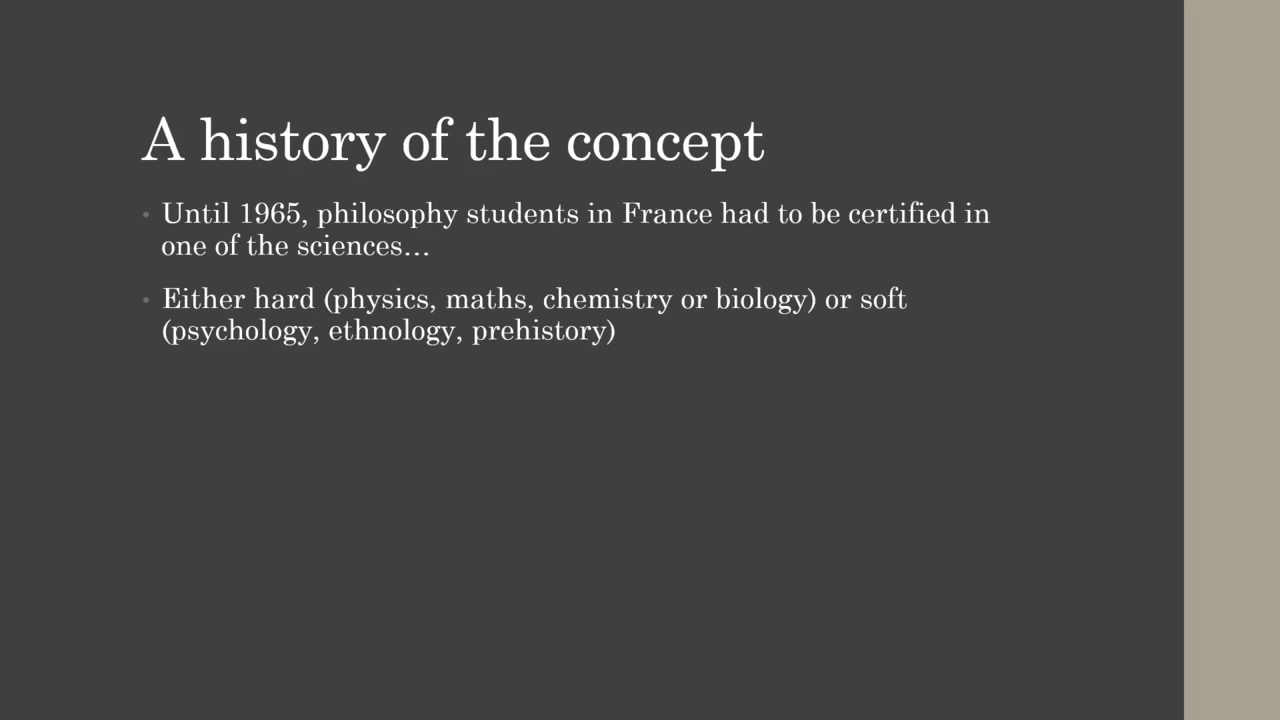 A history of the concept
• Until 1965, philosophy students in France had to be certified in
one of the sciences…
• Either hard (physics, maths, chemistry or biology) or soft
(psychology, ethnology, prehistory)